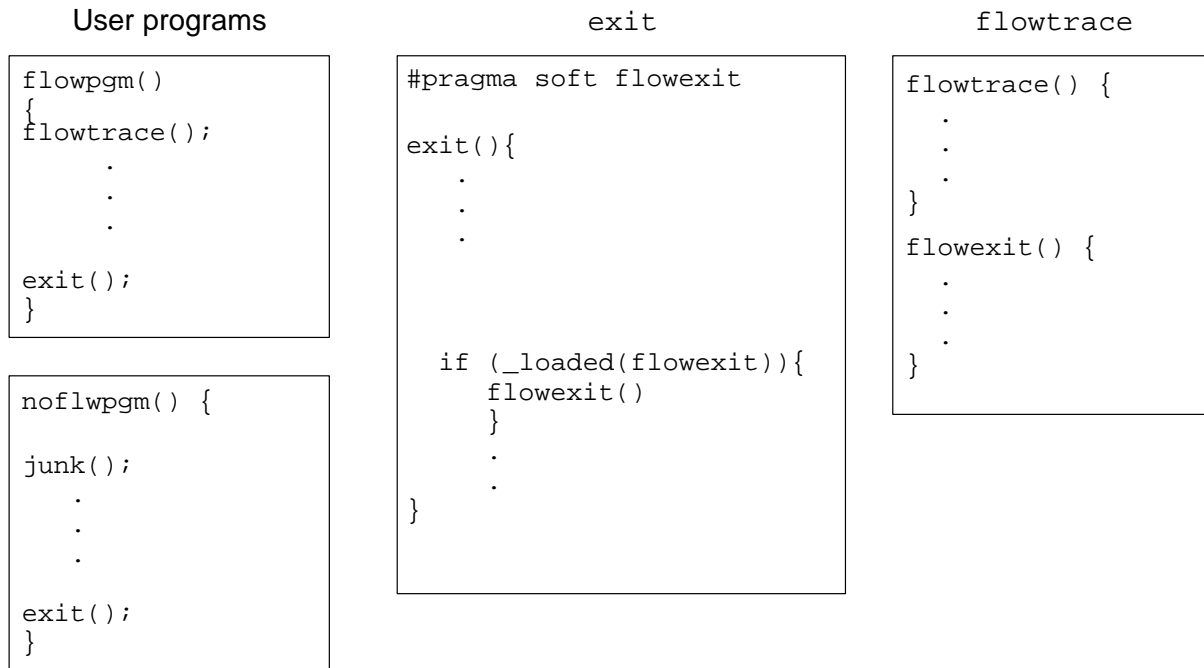 User programs
flowpgm()
{
flowtrace();
.
.
.
exit();
}
noflwpgm() {
junk();
.
.
.
exit();
}
exit
#pragma soft flowexit
exit(){
.
.
.
if (_loaded(flowexit)){
flowexit()
}
.
.
}
flowtrace
flowtrace() {
.
.
.
}
flowexit() {
.
.
.
}